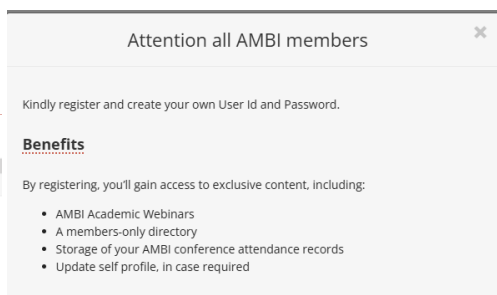 Attention all AMBI members
×
Kindly register and create your own User Id and Password.
Benefits
By registering, you'll gain access to exclusive content, including:
• AMBI Academic Webinars
• A members-only directory
• Storage of your AMBI conference attendance records
• Update self profile, in case required